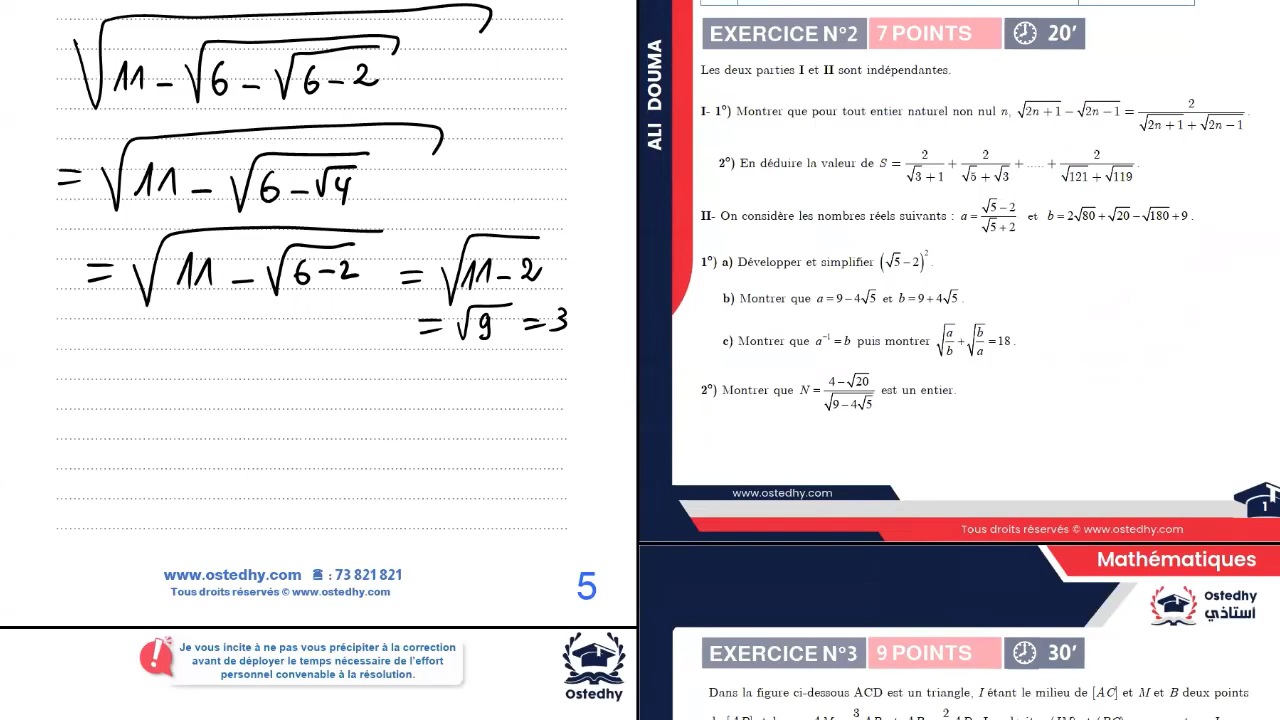 √(11 - √(6 - √(6 - 2)))
= √(11 - √(6 - √4))
= √(11 - √(6 - 2)) = √(11 - 2)
= √9 = 3
www.ostedhy.com ☎ : 73 821 821
Tous droits réservés © www.ostedhy.com
5
Je vous incite à ne pas vous précipiter à la correction
avant de déployer le temps nécessaire de l'effort
personnel convenable à la résolution.
Ostedhy
ALI DOUMA
EXERCICE N°2 7 POINTS 20'
Les deux parties I et II sont indépendantes.
I- 1°) Montrer que pour tout entier naturel non nul n, √(2n+1) − √(2n−1) = 2/(√(2n+1) + √(2n−1)) .
2°) En déduire la valeur de S = 2/(√3+1) + 2/(√5+√3) + ..... + 2/(√121+√119) .
II- On considère les nombres réels suivants : a = (√5−2)/(√5+2) et b = 2√80 + √20 − √180 + 9 .
1°) a) Développer et simplifier (√5−2)² .
b) Montrer que a = 9 − 4√5 et b = 9 + 4√5 .
c) Montrer que a⁻¹ = b puis montrer √(a/b) + √(b/a) = 18 .
2°) Montrer que N = (4−√20)/√(9−4√5) est un entier.
www.ostedhy.com
1
Tous droits réservés © www.ostedhy.com
Mathématiques
Ostedhy
أستاذي
EXERCICE N°3 9 POINTS 30'
Dans la figure ci-dessous ACD est un triangle, I étant le milieu de [AC] et M et B deux points